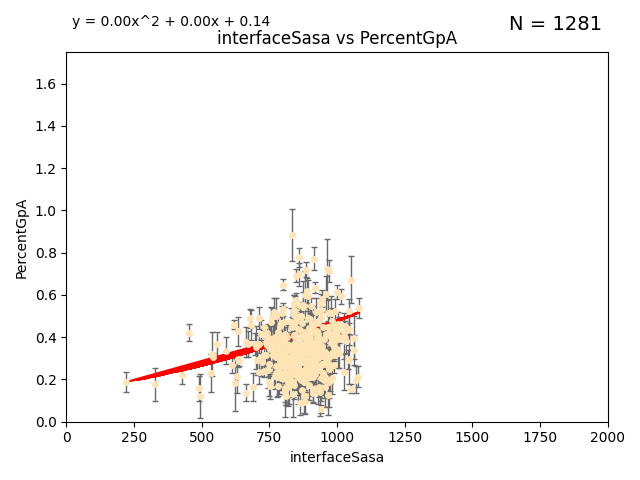 y = 0.00x^2 + 0.00x + 0.14
N = 1281
interfaceSasa vs PercentGpA
PercentGpA
1.6
1.4
1.2
1.0
0.8
0.6
0.4
0.2
0.0
0 250 500 750 1000 1250 1500 1750 2000
interfaceSasa